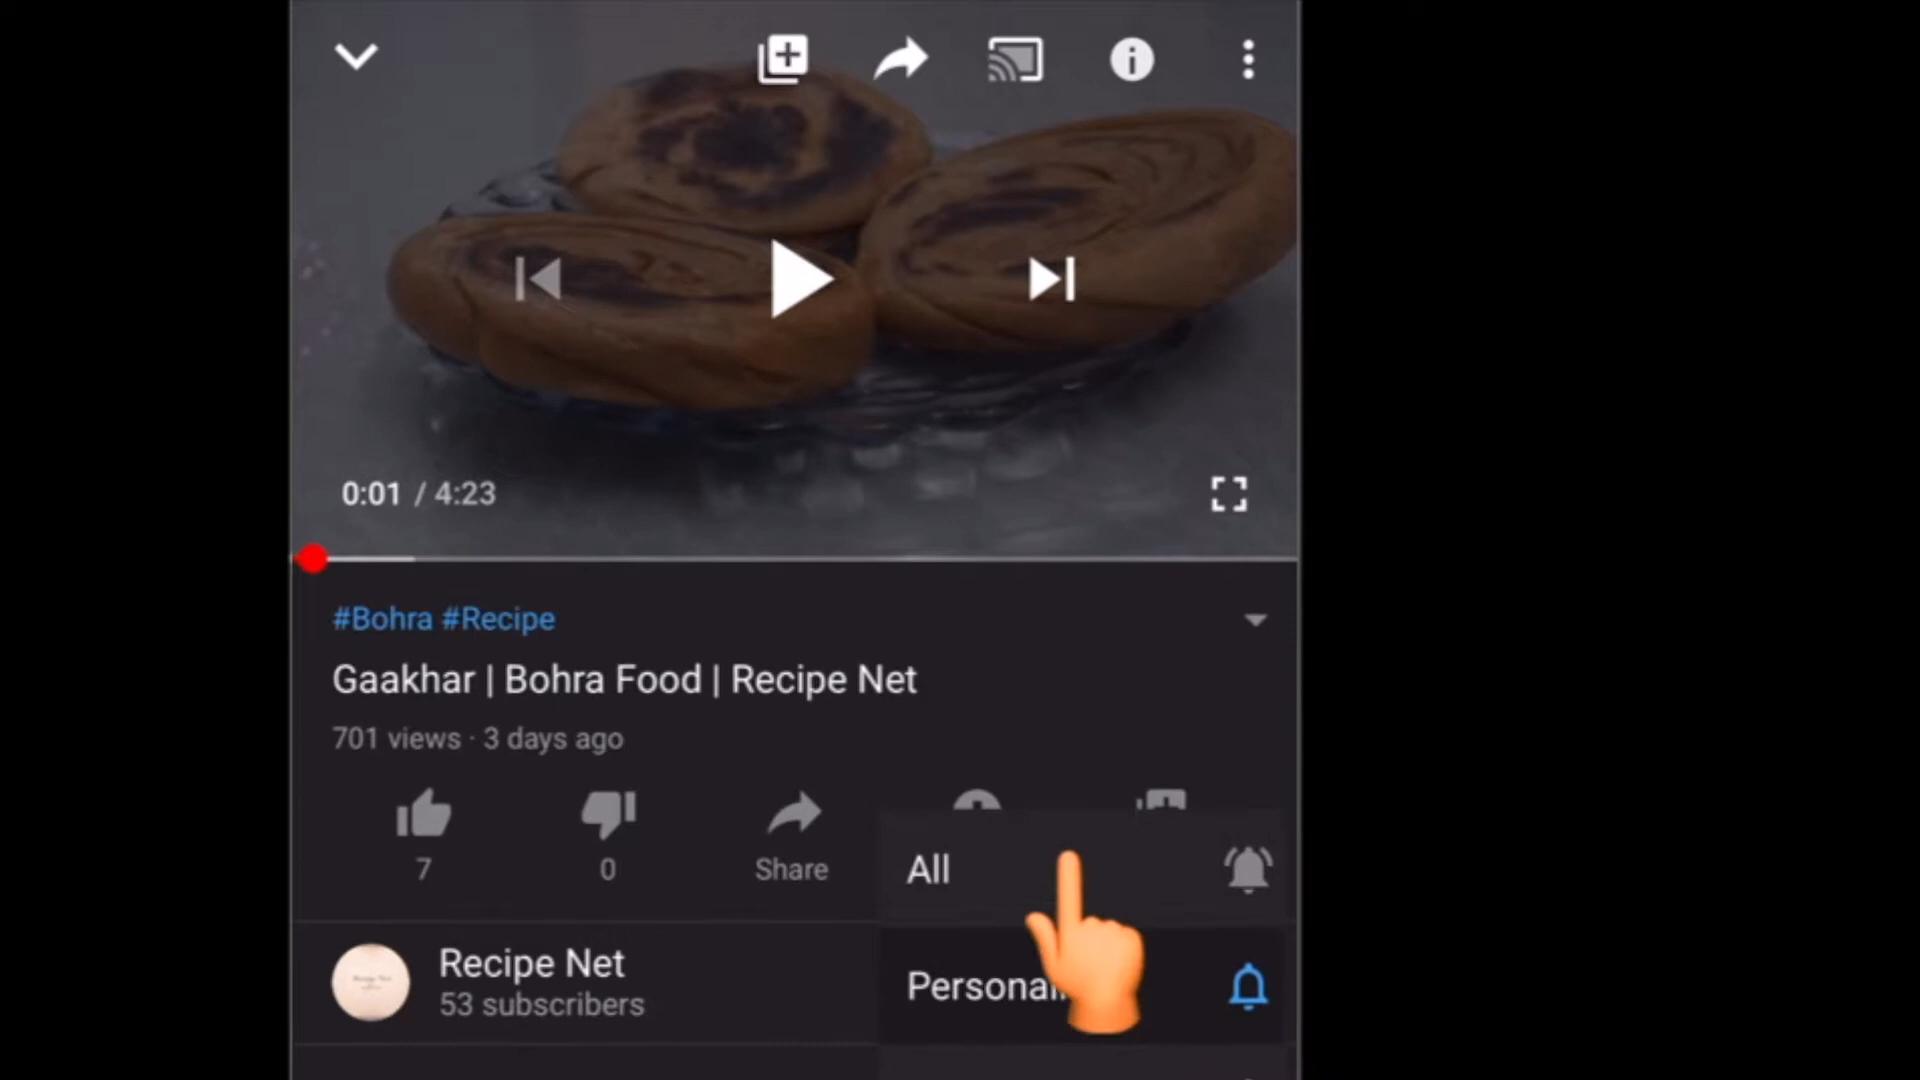 0:01 / 4:23
#Bohra #Recipe
Gaakhar | Bohra Food | Recipe Net
701 views · 3 days ago
7
0
Share
All
Recipe Net
53 subscribers